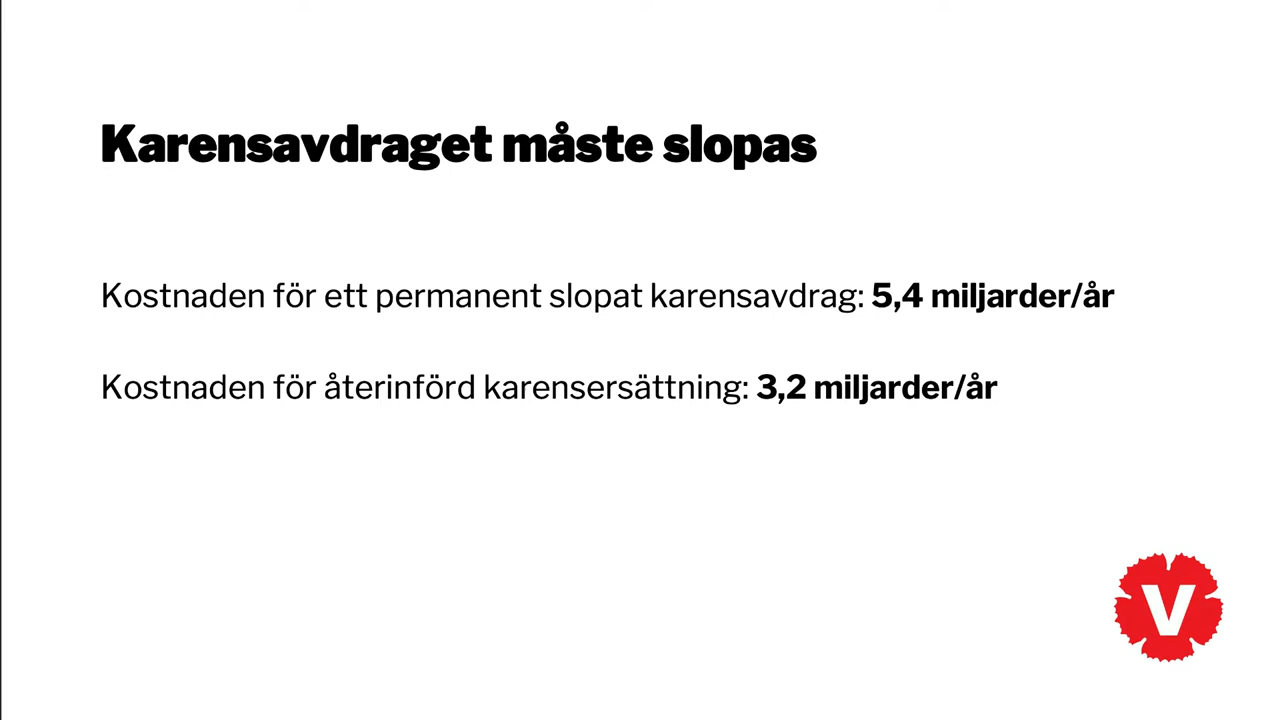 Karensavdraget måste slopas
Kostnaden för ett permanent slopat karensavdrag: 5,4 miljarder/år
Kostnaden för återinförd karensersättning: 3,2 miljarder/år
V